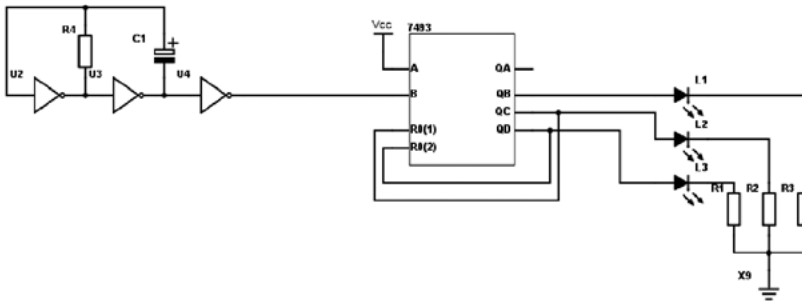 Vcc
7493
R4
C1
+
U2
U3
U4
A
QA
B
QB
QC
R0(1)
QD
R0(2)
L1
L2
L3
R1
R2
R3
X9